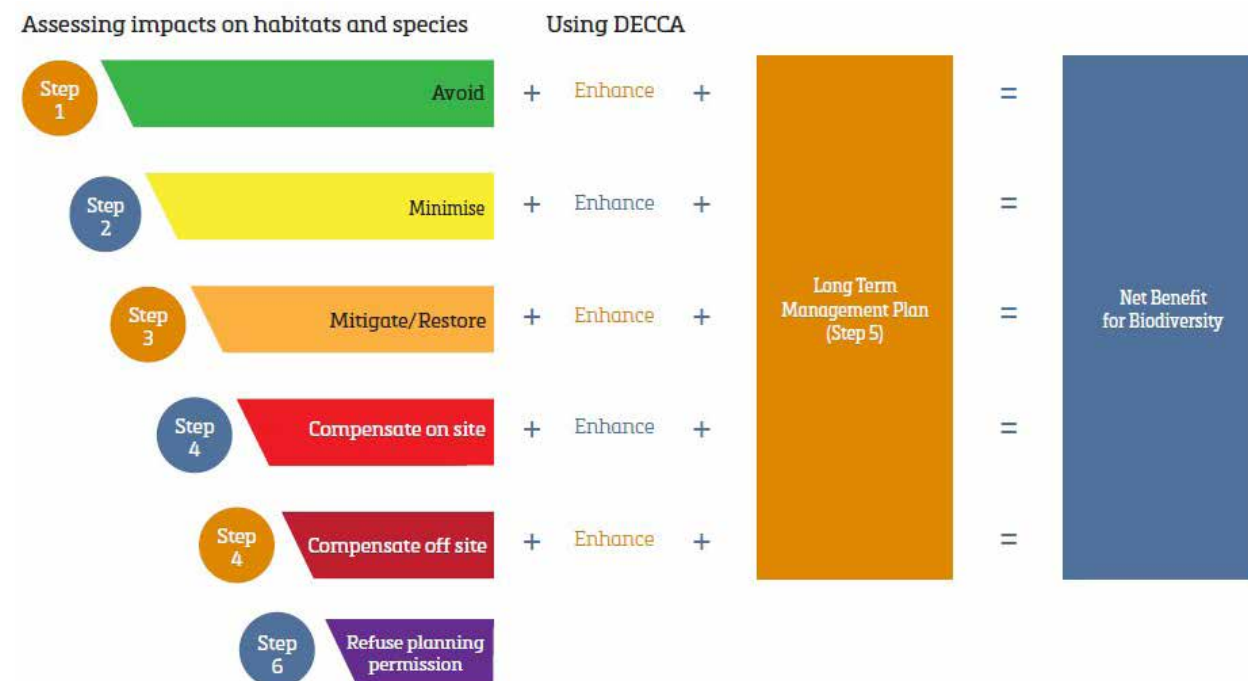 Assessing impacts on habitats and species
Using DECCA
Step
1
Avoid
+ Enhance + =
Step
2
Minimise
+ Enhance + =
Step
3
Mitigate/Restore
+ Enhance + =
Long Term
Management Plan
(Step 5)
Net Benefit
for Biodiversity
Step
4
Compensate on site
+ Enhance + =
Step
4
Compensate off site
+ Enhance + =
Step
6
Refuse planning
permission